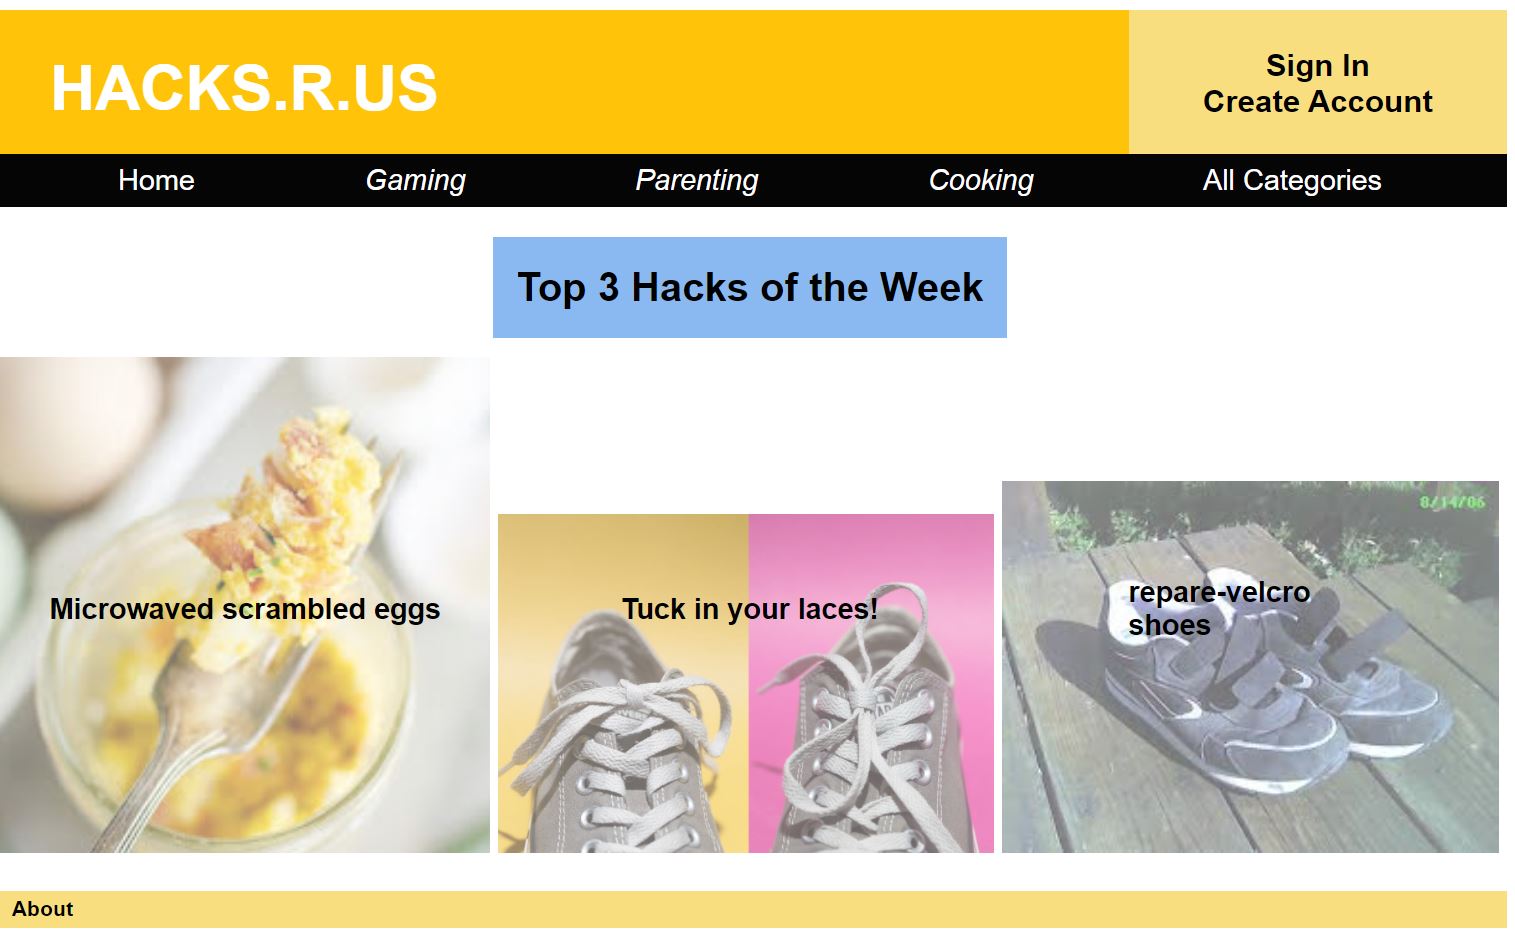 HACKS.R.US
Sign In
Create Account
Home Gaming Parenting Cooking All Categories
Top 3 Hacks of the Week
8/14/06
Microwaved scrambled eggs
Tuck in your laces!
repare-velcro
shoes
About